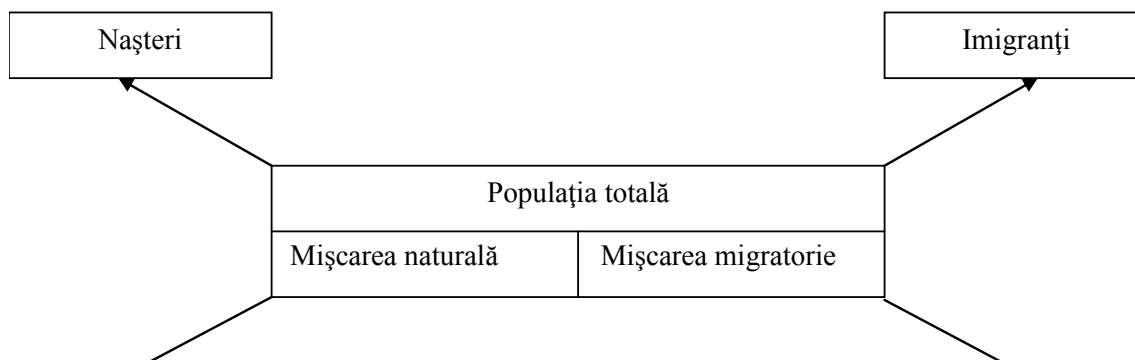 Naşteri
Imigranţi
Populaţia totală
Mişcarea naturală
Mişcarea migratorie